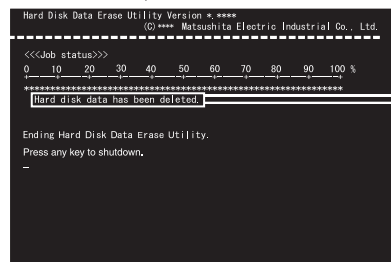 Hard Disk Data Erase Utility Version *.****
(C)**** Matsushita Electric Industrial Co., Ltd.
<<<Job status>>>
0 10 20 30 40 50 60 70 80 90 100 %
+----+----+----+----+----+----+----+----+----+----+
*************************************************************
Hard disk data has been deleted.
Ending Hard Disk Data Erase Utility.
Press any key to shutdown.
_